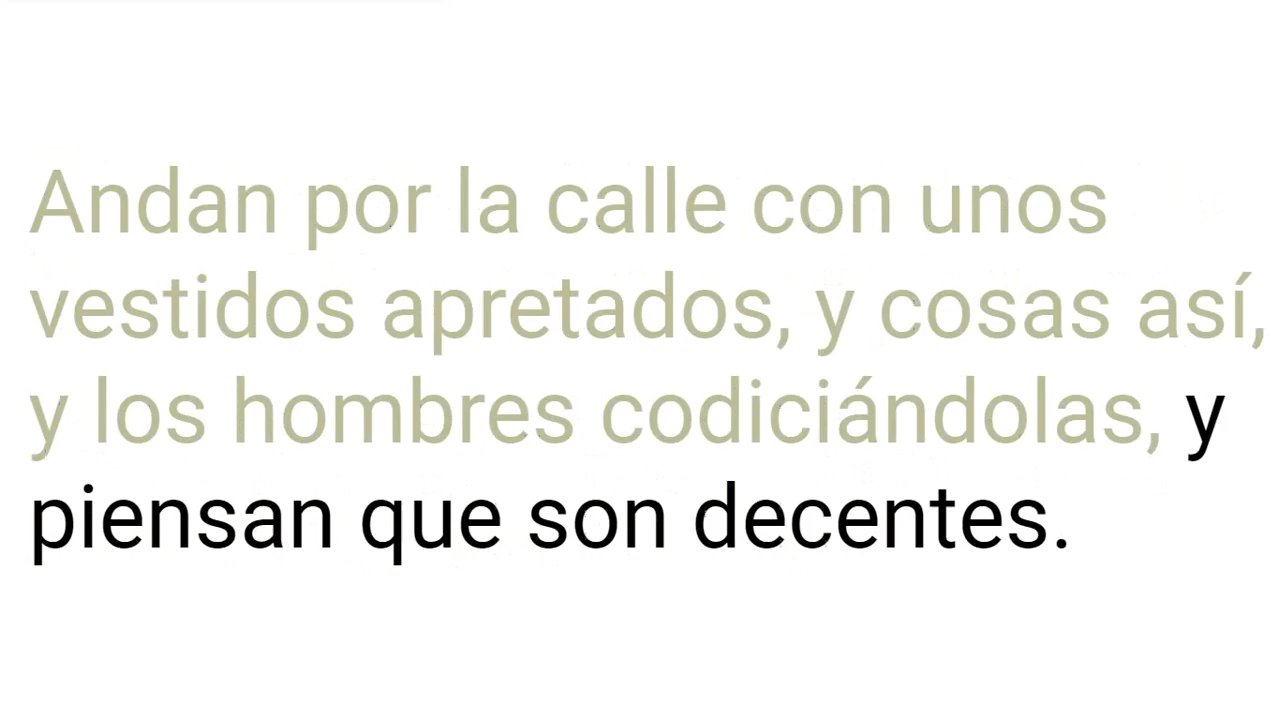 Andan por la calle con unos
vestidos apretados, y cosas así,
y los hombres codiciándolas, y
piensan que son decentes.